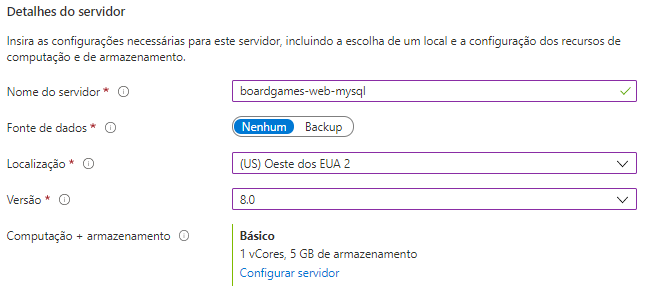 Detalhes do servidor
Insira as configurações necessárias para este servidor, incluindo a escolha de um local e a configuração dos recursos de
computação e de armazenamento.
Nome do servidor * boardgames-web-mysql
Fonte de dados * Nenhum Backup
Localização * (US) Oeste dos EUA 2
Versão * 8.0
Computação + armazenamento Básico
1 vCores, 5 GB de armazenamento
Configurar servidor